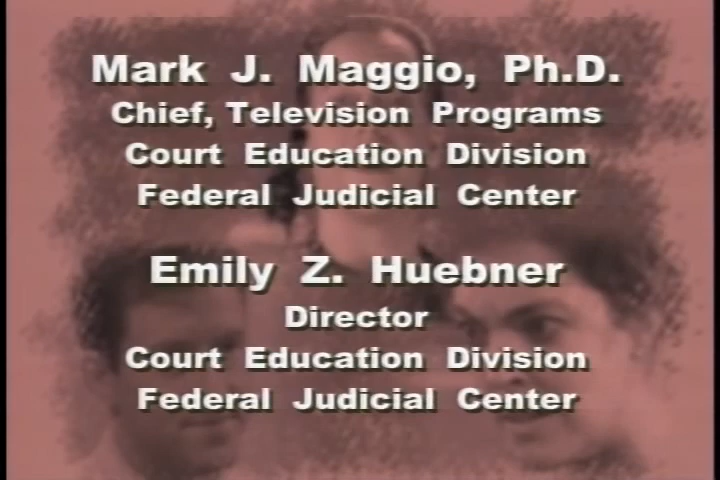 Mark J. Maggio, Ph.D.
Chief, Television Programs
Court Education Division
Federal Judicial Center
Emily Z. Huebner
Director
Court Education Division
Federal Judicial Center